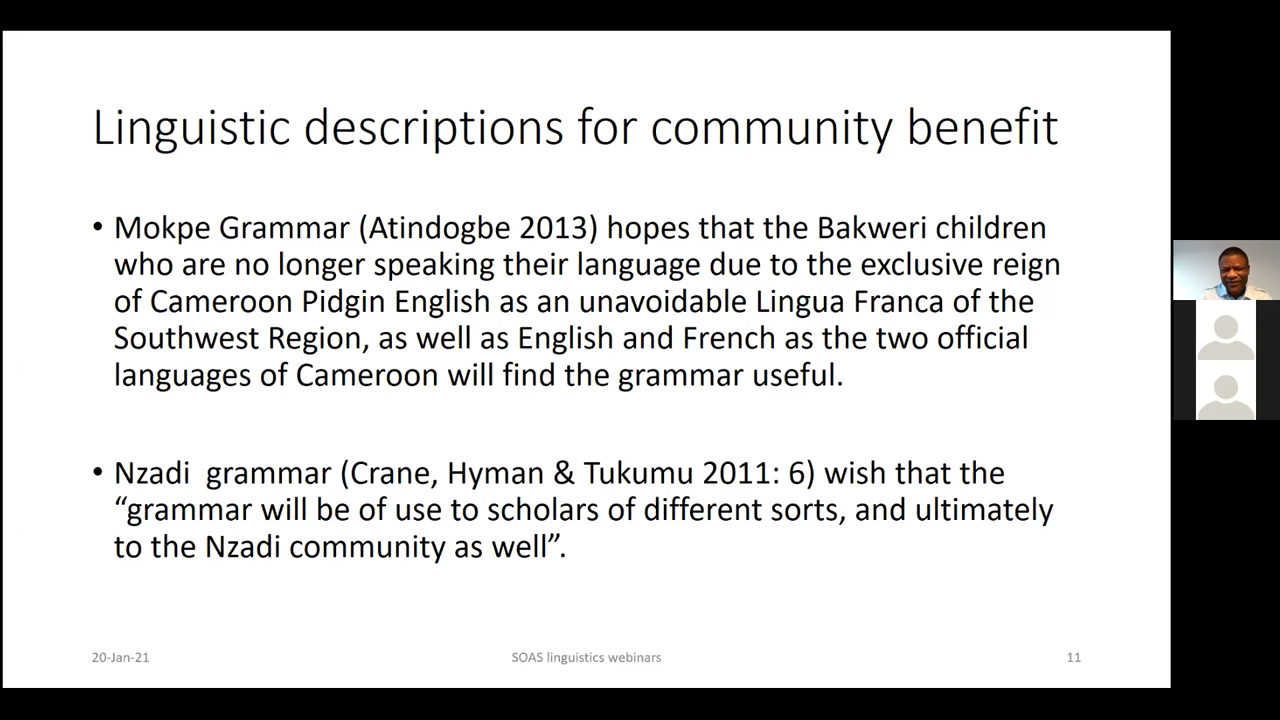 Linguistic descriptions for community benefit
• Mokpe Grammar (Atindogbe 2013) hopes that the Bakweri children
who are no longer speaking their language due to the exclusive reign
of Cameroon Pidgin English as an unavoidable Lingua Franca of the
Southwest Region, as well as English and French as the two official
languages of Cameroon will find the grammar useful.
• Nzadi  grammar (Crane, Hyman & Tukumu 2011: 6) wish that the
“grammar will be of use to scholars of different sorts, and ultimately
to the Nzadi community as well”.
20-Jan-21 SOAS linguistics webinars 11